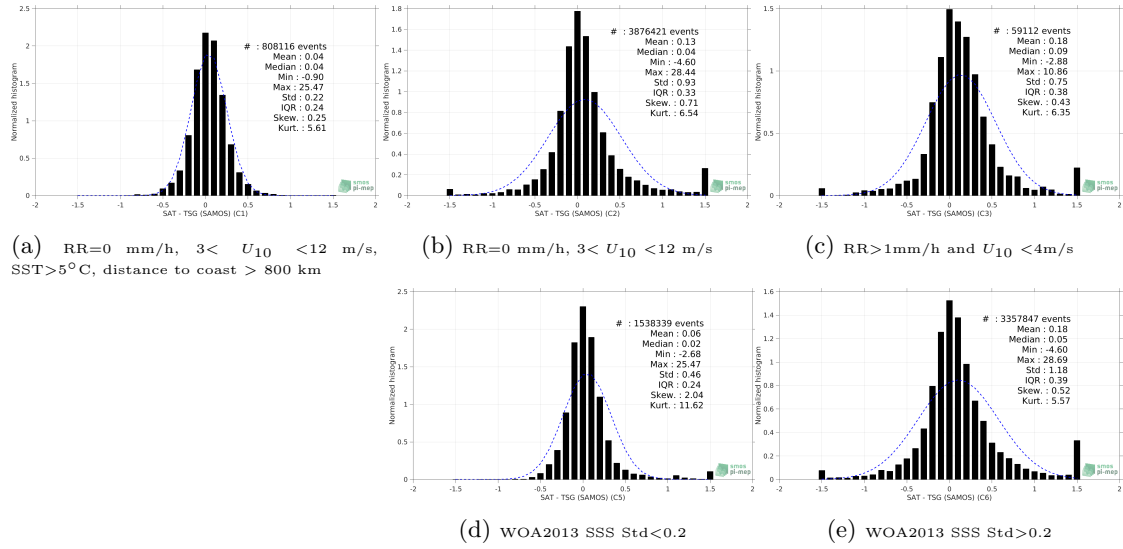 Normalized histogram
2.5
2
1.5
1
0.5
0
# : 808116 events
Mean : 0.04
Median : 0.04
Min : -0.90
Max : 25.47
Std : 0.22
IQR : 0.24
Skew. : 0.25
Kurt. : 5.61
smos
pi-mep
-2 -1.5 -1 -0.5 0 0.5 1 1.5 2
SAT - TSG (SAMOS) (C1)
(a) RR=0 mm/h, 3< U10 <12 m/s,
SST>5°C, distance to coast > 800 km
Normalized histogram
1.8
1.6
1.4
1.2
1
0.8
0.6
0.4
0.2
0
# : 3876421 events
Mean : 0.13
Median : 0.04
Min : -4.60
Max : 28.44
Std : 0.93
IQR : 0.33
Skew. : 0.71
Kurt. : 6.54
smos
pi-mep
-2 -1.5 -1 -0.5 0 0.5 1 1.5 2
SAT - TSG (SAMOS) (C2)
(b) RR=0 mm/h, 3< U10 <12 m/s
Normalized histogram
1.5
1
0.5
0
# : 59112 events
Mean : 0.18
Median : 0.09
Min : -2.88
Max : 10.86
Std : 0.75
IQR : 0.38
Skew. : 0.43
Kurt. : 6.35
smos
pi-mep
-2 -1.5 -1 -0.5 0 0.5 1 1.5 2
SAT - TSG (SAMOS) (C3)
(c) RR>1mm/h and U10 <4m/s
Normalized histogram
2.5
2
1.5
1
0.5
0
# : 1538339 events
Mean : 0.06
Median : 0.02
Min : -2.68
Max : 25.47
Std : 0.46
IQR : 0.24
Skew. : 2.04
Kurt. : 11.62
smos
pi-mep
-2 -1.5 -1 -0.5 0 0.5 1 1.5 2
SAT - TSG (SAMOS) (C5)
(d) WOA2013 SSS Std<0.2
Normalized histogram
1.6
1.4
1.2
1
0.8
0.6
0.4
0.2
0
# : 3357847 events
Mean : 0.18
Median : 0.05
Min : -4.60
Max : 28.69
Std : 1.18
IQR : 0.39
Skew. : 0.52
Kurt. : 5.57
smos
pi-mep
-2 -1.5 -1 -0.5 0 0.5 1 1.5 2
SAT - TSG (SAMOS) (C6)
(e) WOA2013 SSS Std>0.2